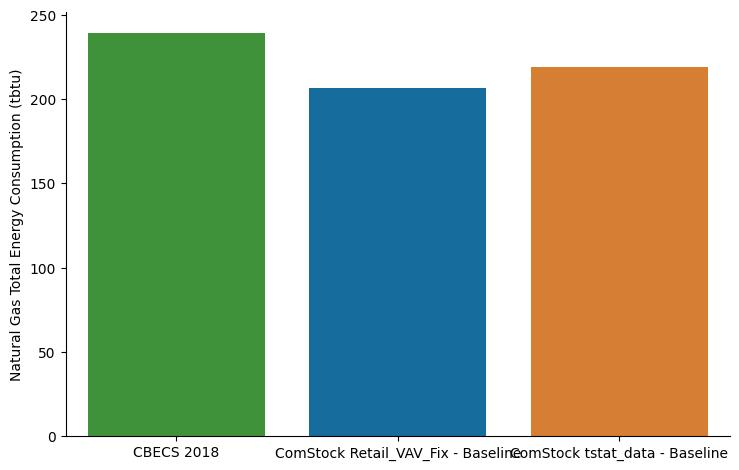 Natural Gas Total Energy Consumption (tbtu)
250
200
150
100
50
0
CBECS 2018
ComStock Retail_VAV_Fix - Baseline
ComStock tstat_data - Baseline